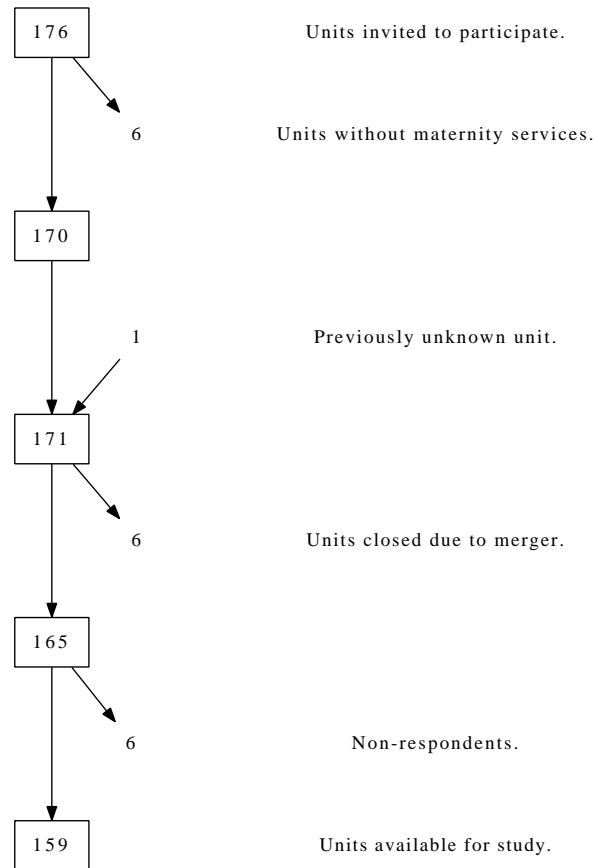 176 Units invited to participate.
6 Units without maternity services.
170
1 Previously unknown unit.
171
6 Units closed due to merger.
165
6 Non-respondents.
159 Units available for study.